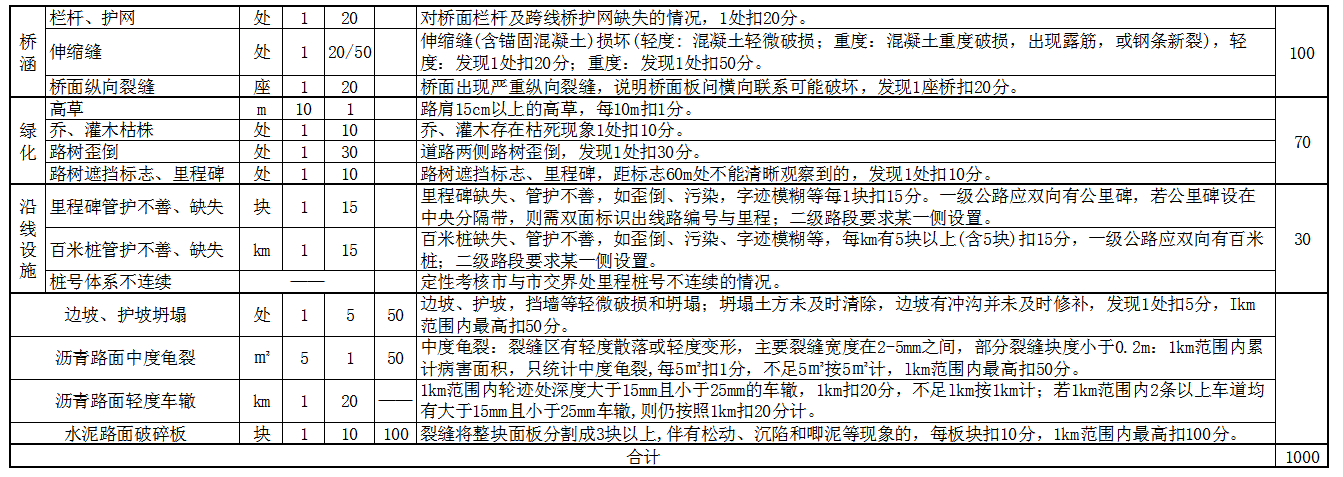 桥涵
栏杆、护网 处 1 20 对桥面栏杆及跨线桥护网缺失的情况，1处扣20分。
伸缩缝 处 1 20/50 伸缩缝(含锚固混凝土)损坏(轻度：混凝土轻微破损；重度：混凝土重度破损，出现露筋，或钢条新裂)，轻
度：发现1处扣20分；重度：发现1处扣50分。
100
桥面纵向裂缝 座 1 20 桥面出现严重纵向裂缝，说明桥面板问横向联系可能破坏，发现1座桥扣20分。
绿化
高草 m 10 1 路肩15cm以上的高草，每10m扣1分。
乔、灌木枯株 处 1 10 乔、灌木存在枯死现象1处扣10分。
70
路树歪倒 处 1 30 道路两侧路树歪倒，发现1处扣30分。
路树遮挡标志、里程碑 处 1 10 路树遮挡标志、里程碑，距标志60m处不能清晰观察到的，发现1处扣10分。
沿线设施
里程碑管护不善、缺失 块 1 15 里程碑缺失、管护不善，如歪倒、污染，字迹模糊等每1块扣15分。一级公路应双向有公里碑，若公里碑设在
中央分隔带，则需双面标识出线路编号与里程；二级路段要求某一侧设置。
30
百米桩管护不善、缺失 km 1 15 百米桩缺失、管护不善，如歪倒、污染、字迹模糊等，每km有5块以上(含5块)扣15分，一级公路应双向有百米
桩；二级路段要求某一侧设置。
桩号体系不连续 —— 定性考核市与市交界处里程桩号不连续的情况。
边坡、护坡坍塌 处 1 5 50 边坡、护坡，挡墙等轻微破损和坍塌；坍塌土方未及时清除，边坡有冲沟并未及时修补，发现1处扣5分，Ikm
范围内最高扣50分。
沥青路面中度龟裂 ㎡ 5 1 50 中度龟裂：裂缝区有轻度散落或轻度变形，主要裂缝宽度在2-5mm之间，部分裂缝块度小于0.2m：1km范围内累
计病害面积，只统计中度龟裂,每5㎡扣1分，不足5㎡按5㎡计，lkm范围内最高扣50分。
沥青路面轻度车辙 km 1 20 —— 1km范围内轮迹处深度大于15mm且小于25mm的车辙，1km扣20分，不足lkm按1km计；若1km范围内2条以上车道均
有大于15mm且小于25mm车辙,则仍按照1km扣20分计。
水泥路面破碎板 块 1 10 100 裂缝将整块面板分割成3块以上,伴有松动、沉陷和唧泥等现象的，每板块扣10分，1km范围内最高扣100分。
合计 1000